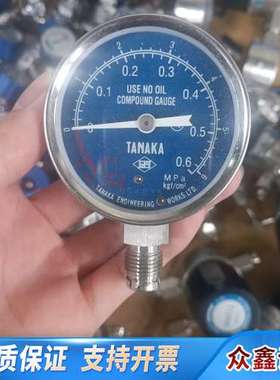 0 0.1 0.2 0.3 0.4 0.5 0.6
0 1 2 3 4 5 6
USE NO OIL
COMPOUND GAUGE
TANAKA
MPa
kgf/cm²
TANAKA ENGINEERING WORKS,LTD.
质保证 支持开票
众鑫